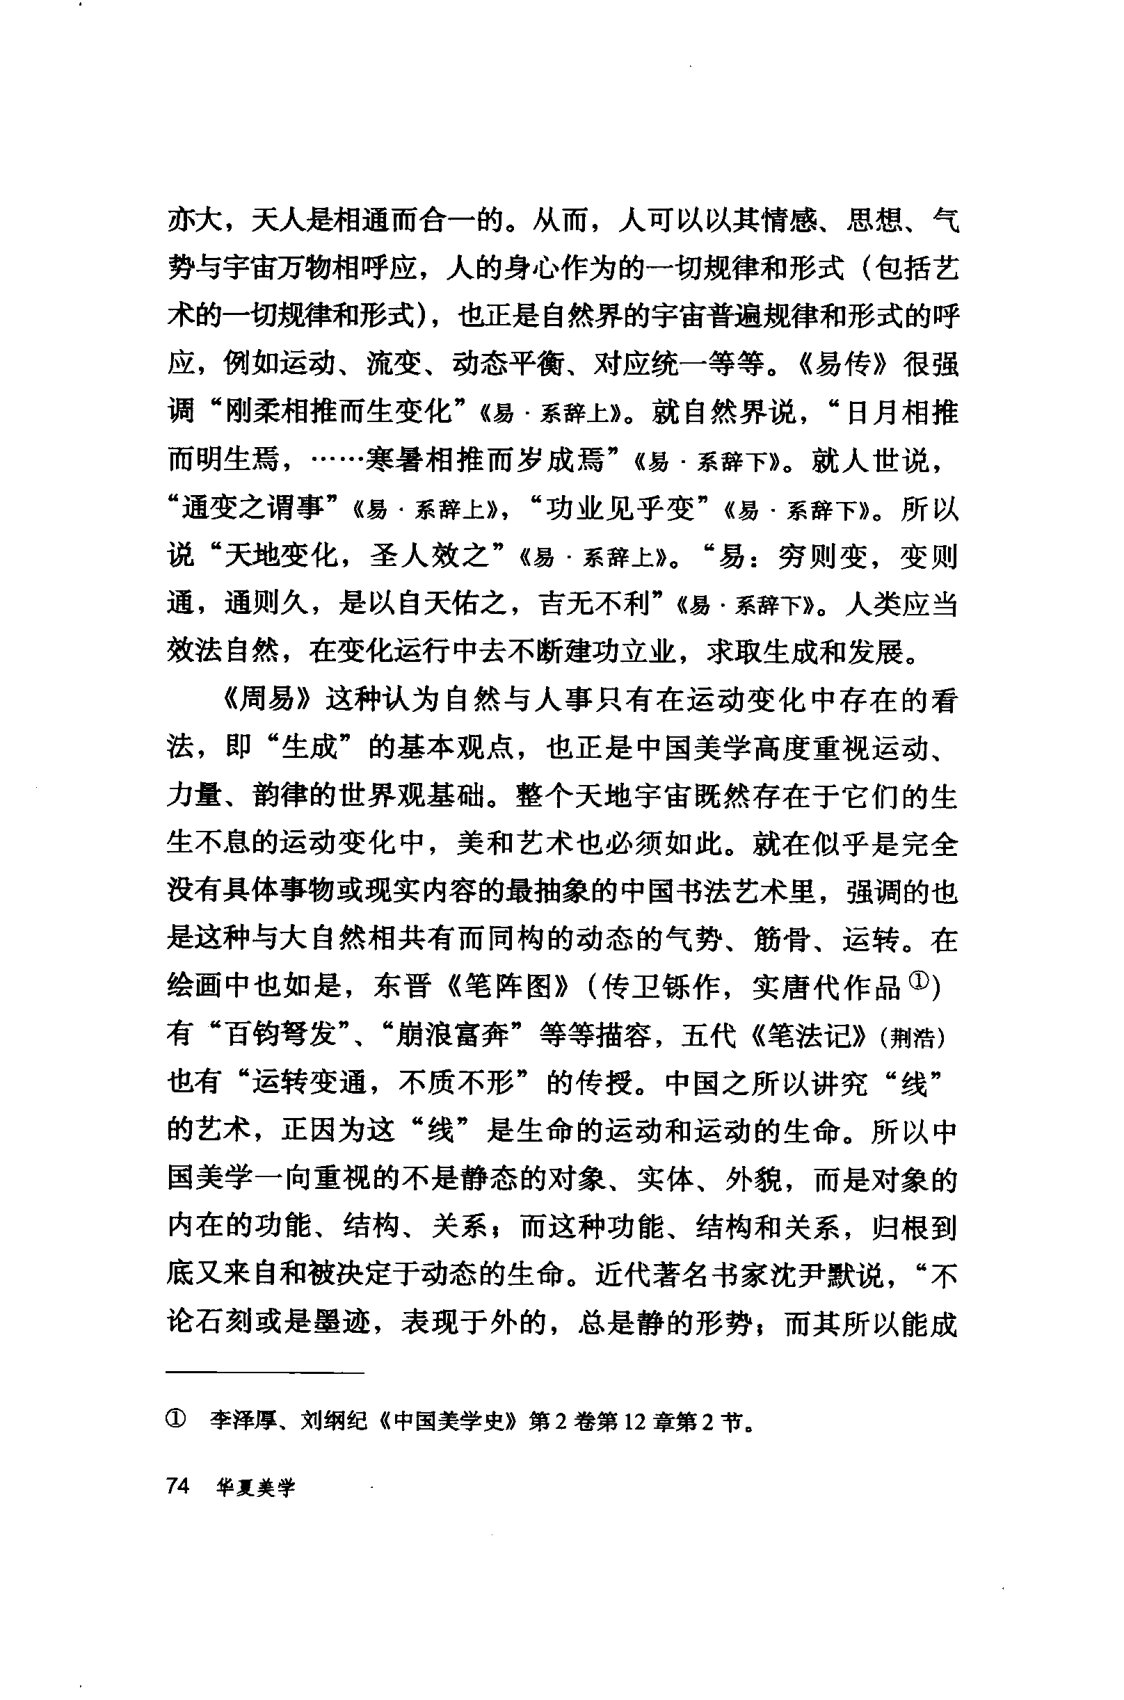 亦大，天人是相通而合一的。从而，人可以以其情感、思想、气
势与宇宙万物相呼应，人的身心作为的一切规律和形式（包括艺
术的一切规律和形式），也正是自然界的宇宙普遍规律和形式的呼
应，例如运动、流变、动态平衡、对应统一等等。《易传》很强
调“刚柔相推而生变化”《易·系辞上》。就自然界说，“日月相推
而明生焉，……寒暑相推而岁成焉”《易·系辞下》。就人世说，
“通变之谓事”《易·系辞上》，“功业见乎变”《易·系辞下》。所以
说“天地变化，圣人效之”《易·系辞上》。“易：穷则变，变则
通，通则久，是以自天佑之，吉无不利”《易·系辞下》。人类应当
效法自然，在变化运行中去不断建功立业，求取生成和发展。
《周易》这种认为自然与人事只有在运动变化中存在的看
法，即“生成”的基本观点，也正是中国美学高度重视运动、
力量、韵律的世界观基础。整个天地宇宙既然存在于它们的生
生不息的运动变化中，美和艺术也必须如此。就在似乎是完全
没有具体事物或现实内容的最抽象的中国书法艺术里，强调的也
是这种与大自然相共有而同构的动态的气势、筋骨、运转。在
绘画中也如是，东晋《笔阵图》（传卫铄作，实唐代作品①）
有“百钧弩发”、“崩浪富奔”等等描容，五代《笔法记》（荆浩）
也有“运转变通，不质不形”的传授。中国之所以讲究“线”
的艺术，正因为这“线”是生命的运动和运动的生命。所以中
国美学一向重视的不是静态的对象、实体、外貌，而是对象的
内在的功能、结构、关系；而这种功能、结构和关系，归根到
底又来自和被决定于动态的生命。近代著名书家沈尹默说，“不
论石刻或是墨迹，表现于外的，总是静的形势；而其所以能成
① 李泽厚、刘纲纪《中国美学史》第2卷第12章第2节。
74 华夏美学